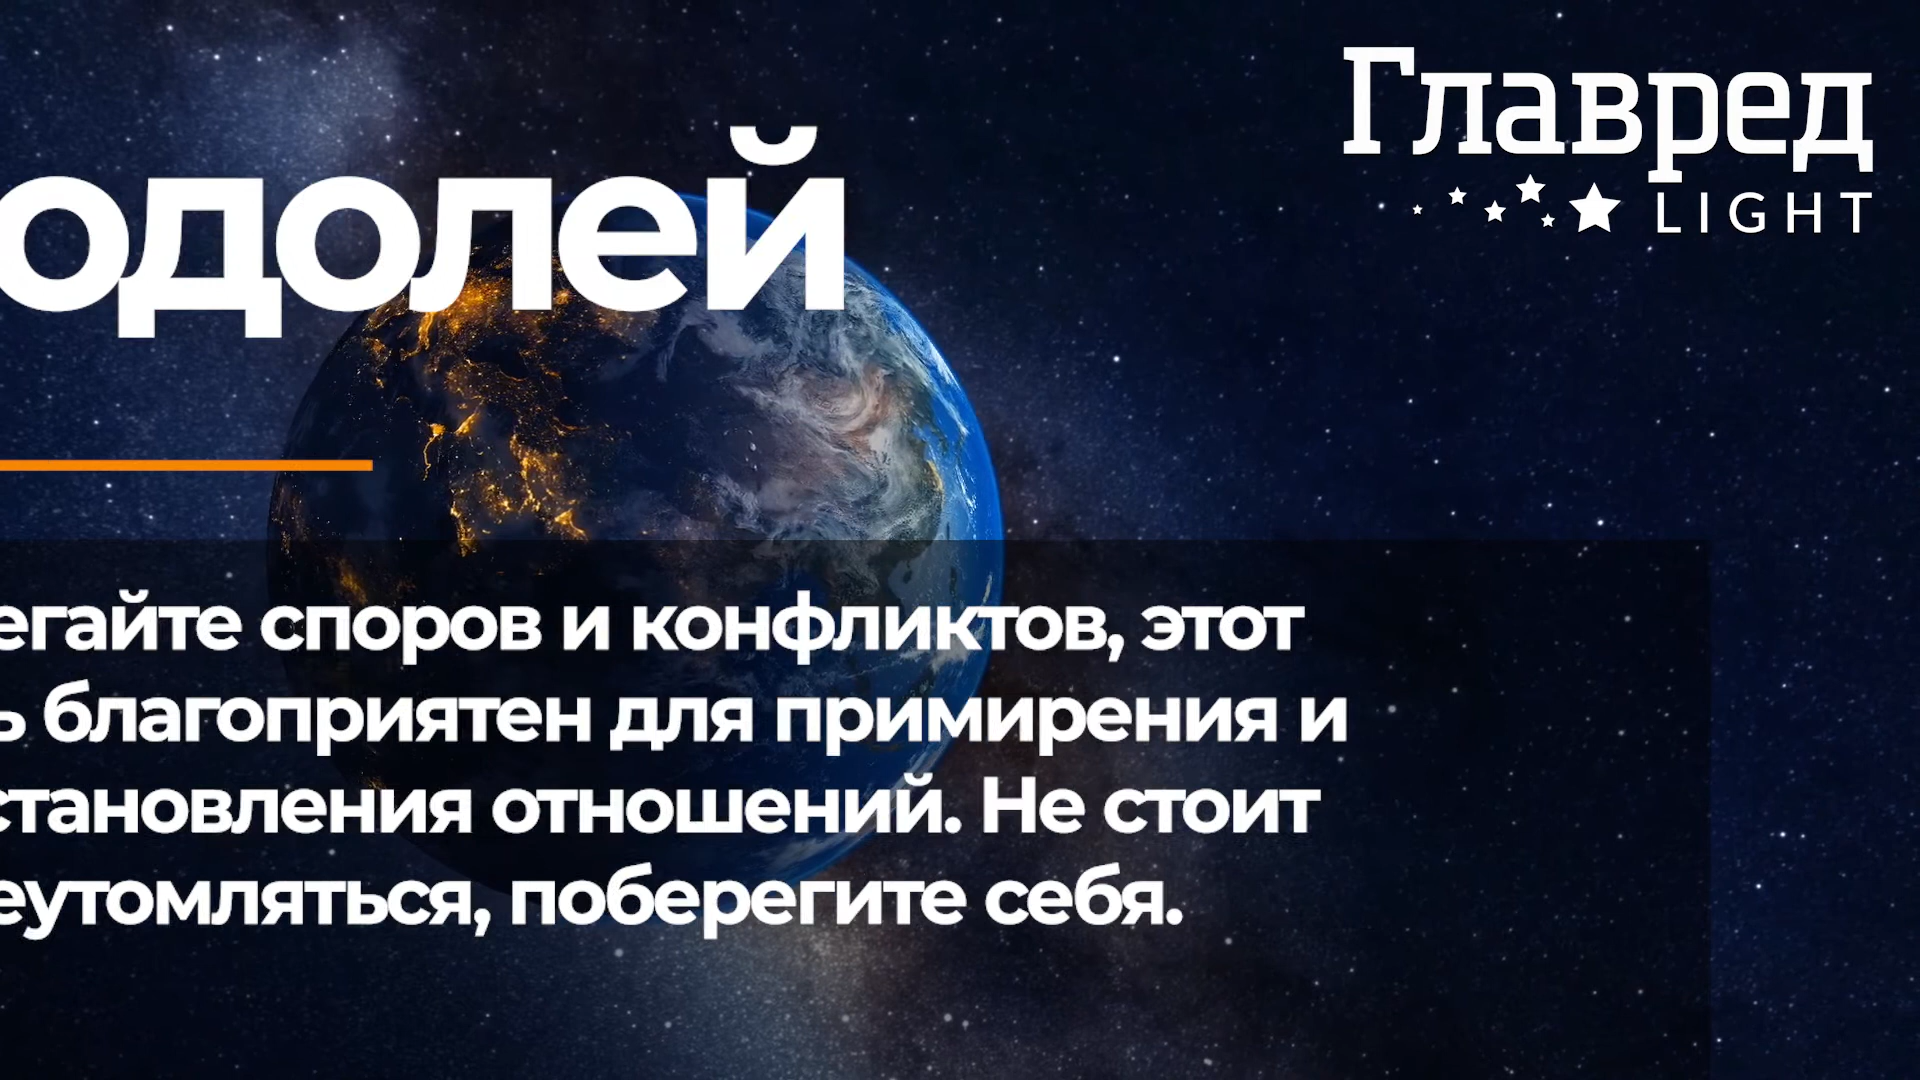 Главред
LIGHT
одолей
егайте споров и конфликтов, этот
ь благоприятен для примирения и
становления отношений. Не стоит
еутомляться, поберегите себя.